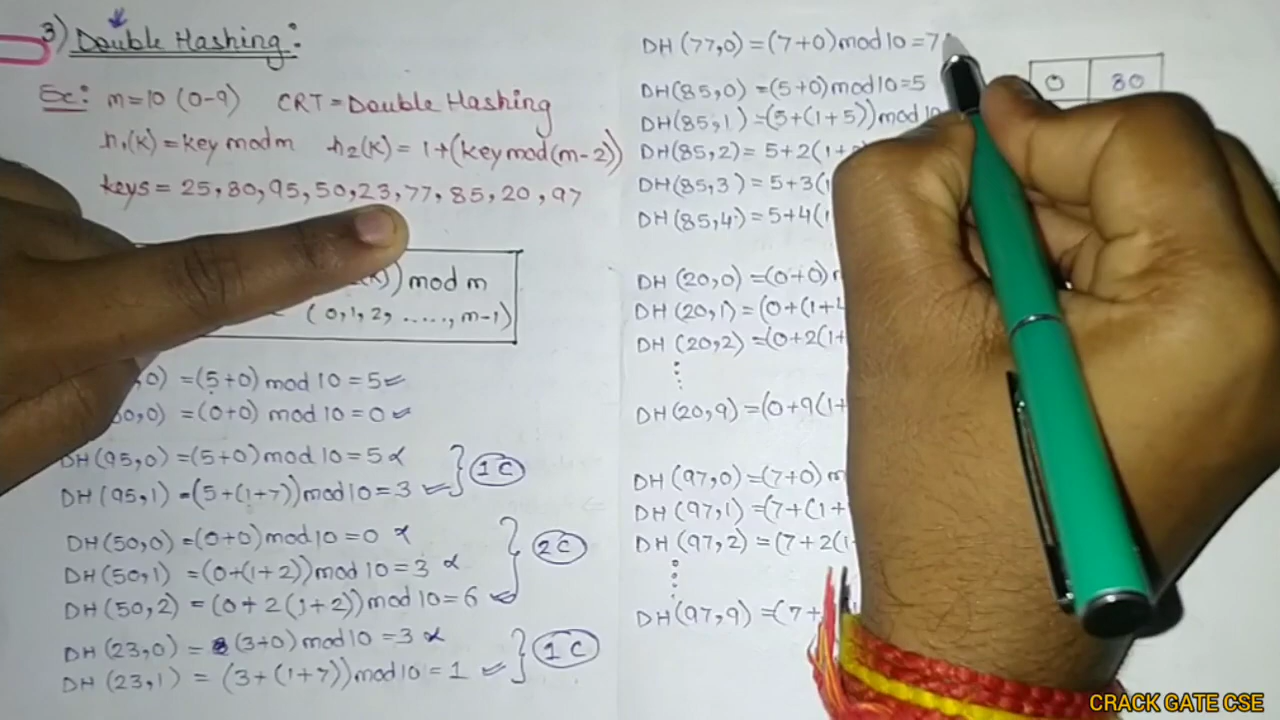 3) Double Hashing:
Ex: m=10 (0-9) CRT = Double Hashing
h₁(K) = key mod m h₂(K) = 1+(key mod(m-2))
keys = 25, 30, 95, 50, 23, 77, 85, 20, 97
(K)) mod m
(0,1,2, ....., m-1)
,0) =(5+0) mod 10 = 5 ✓
0,0) =(0+0) mod 10 = 0 ✓
DH(95,0) =(5+0) mod 10 = 5 x
DH(95,1) =(5+(1+7)) mod 10 = 3 ✓
1C
DH(50,0) =(0+0) mod 10 = 0 x
DH(50,1) =(0+(1+2)) mod 10 = 3 x
DH(50,2) =(0+2(1+2)) mod 10 = 6 ✓
2C
DH(23,0) = (3+0) mod 10 = 3 x
DH(23,1) = (3+(1+7)) mod 10 = 1 ✓
1C
DH(77,0) = (7+0) mod 10 = 7
DH(85,0) =(5+0) mod 10 = 5
DH(85,1) =(5+(1+5)) mod 10
DH(85,2) = 5+2(1+
DH(85,3) = 5+3(1
DH(85,4) = 5+4(1
DH(20,0) =(0+0)
DH(20,1) =(0+(1+4
DH(20,2) =(0+2(1+
DH(20,9) =(0+9(1+
DH(97,0) =(7+0) m
DH(97,1) =(7+(1+
DH(97,2) =(7+2(1
DH(97,9) =(7+
0 30
CRACK GATE CSE